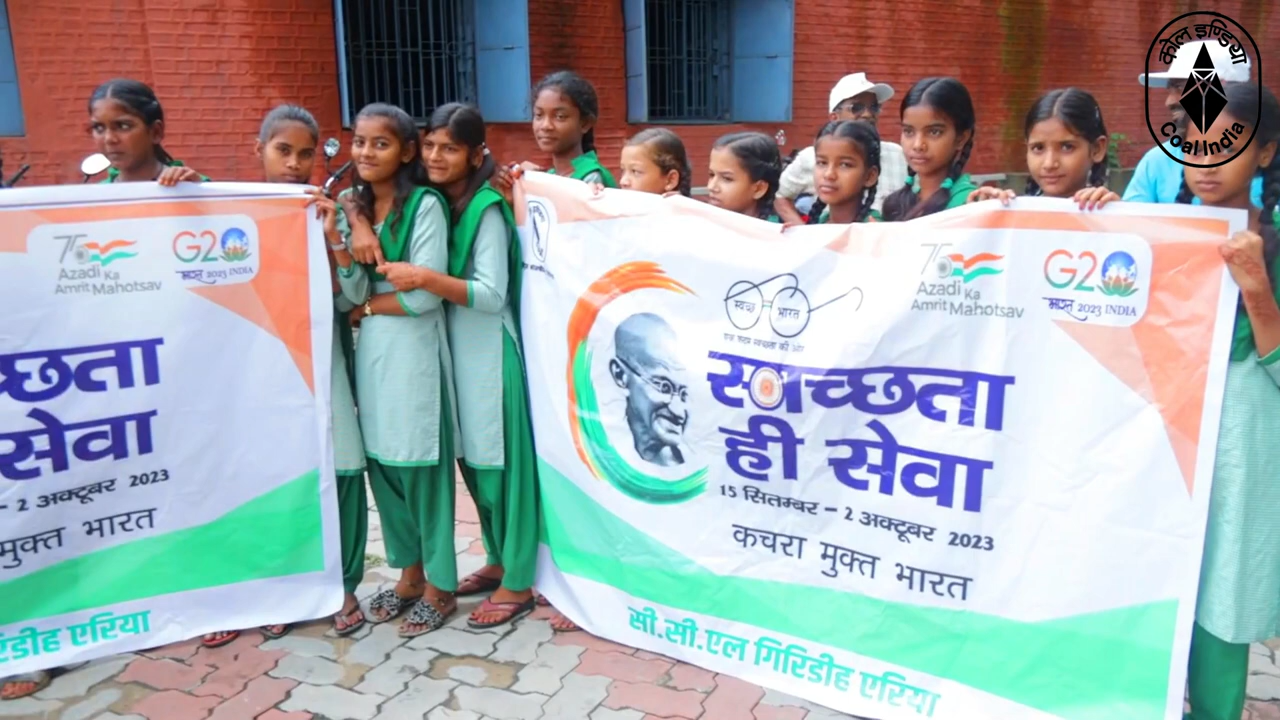 कोल इण्डिया
Coal India
75
Azadi Ka
Amrit Mahotsav
G2
भारत 2023 INDIA
च्छता
सेवा
- 2 अक्टूबर 2023
मुक्त भारत
रिडीह एरिया
75
Azadi Ka
Amrit Mahotsav
G2
भारत 2023 INDIA
स्वच्छ भारत
एक कदम स्वच्छता की ओर
स्वच्छता
ही सेवा
15 सितम्बर – 2 अक्टूबर 2023
कचरा मुक्त भारत
सी.सी.एल गिरिडीह एरिया